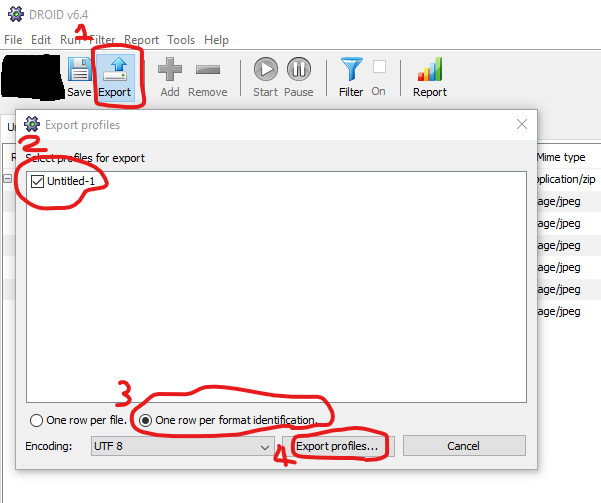 DROID v6.4
1
File Edit Run Filter Report Tools Help
Save Export Add Remove Start Pause Filter On Report
Export profiles
2
Select profiles for export
Mime type
Untitled-1
plication/zip
age/jpeg
age/jpeg
age/jpeg
age/jpeg
age/jpeg
age/jpeg
3
One row per file. One row per format identification.
Encoding: UTF 8 4 Export profiles... Cancel